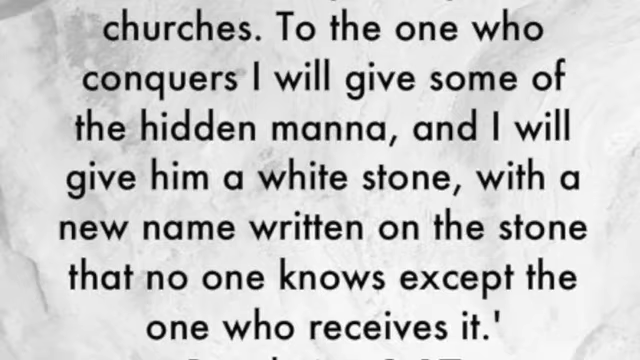 churches. To the one who
conquers I will give some of
the hidden manna, and I will
give him a white stone, with a
new name written on the stone
that no one knows except the
one who receives it.'